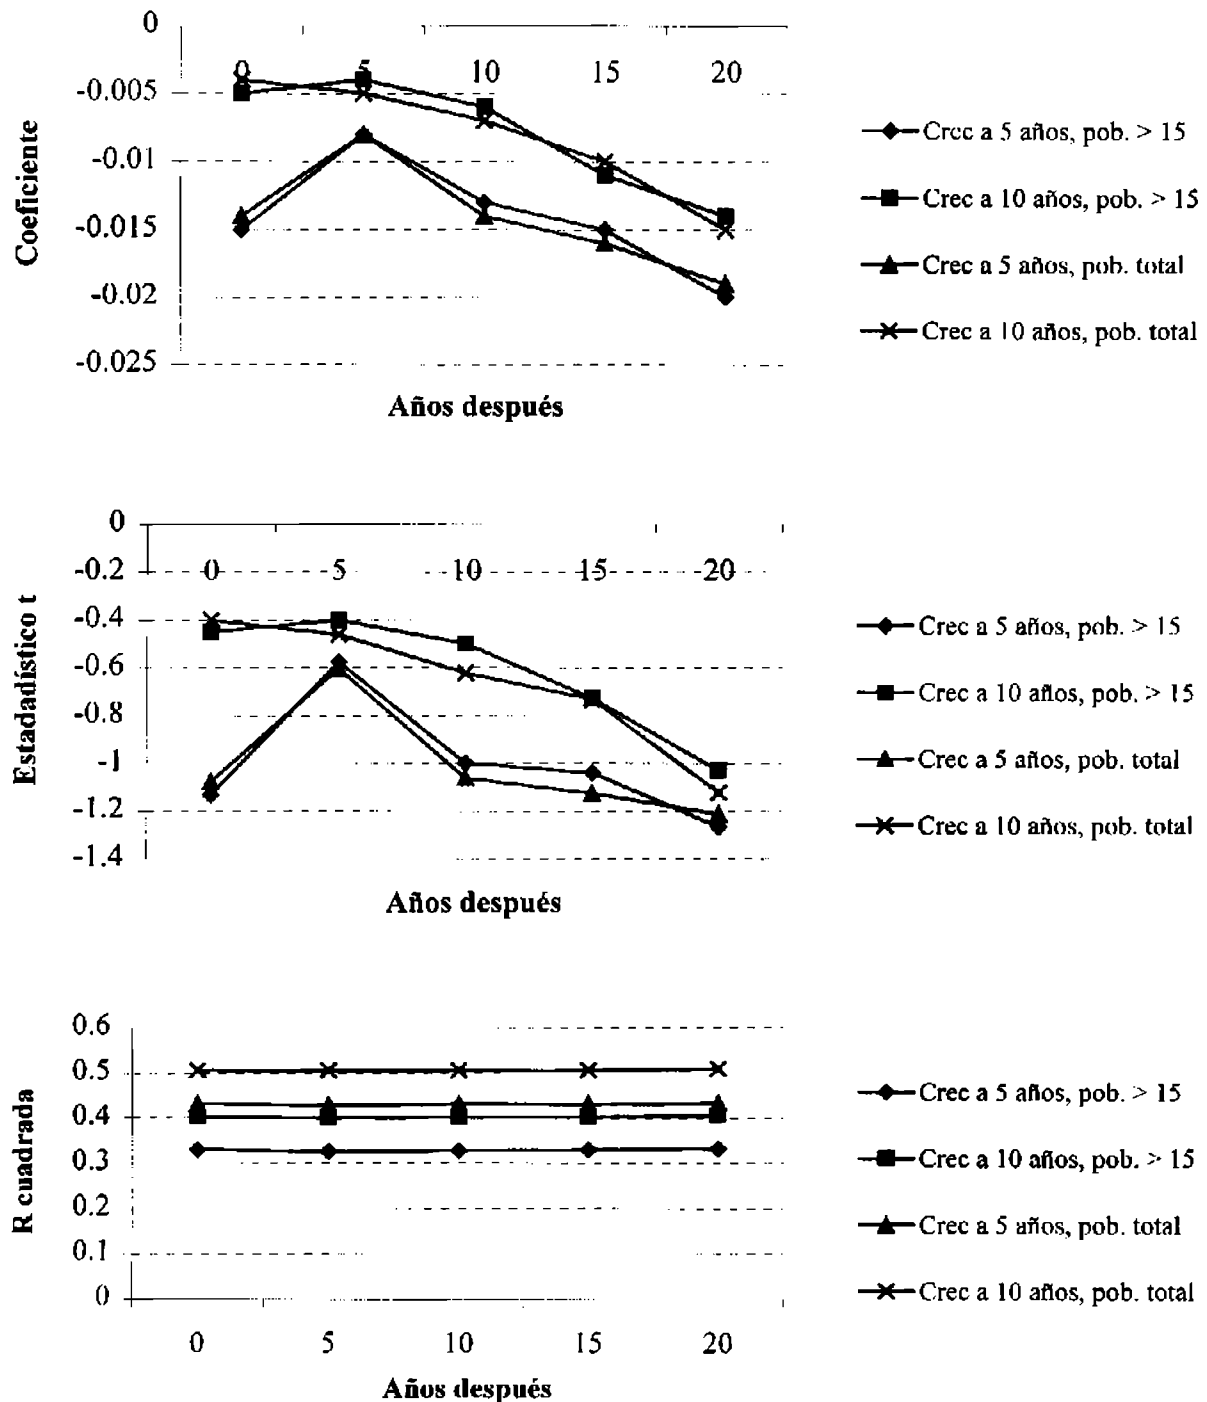 0
-0.005
-0.01
-0.015
-0.02
-0.025
Coeficiente
0 5 10 15 20
Años después
Crec a 5 años, pob. > 15
Crec a 10 años, pob. > 15
Crec a 5 años, pob. total
Crec a 10 años, pob. total
0
-0.2
-0.4
-0.6
-0.8
-1
-1.2
-1.4
Estadadístico t
0 5 10 15 20
Años después
Crec a 5 años, pob. > 15
Crec a 10 años, pob. > 15
Crec a 5 años, pob. total
Crec a 10 años, pob. total
0.6
0.5
0.4
0.3
0.2
0.1
0
R cuadrada
0 5 10 15 20
Años después
Crec a 5 años, pob. > 15
Crec a 10 años, pob. > 15
Crec a 5 años, pob. total
Crec a 10 años, pob. total